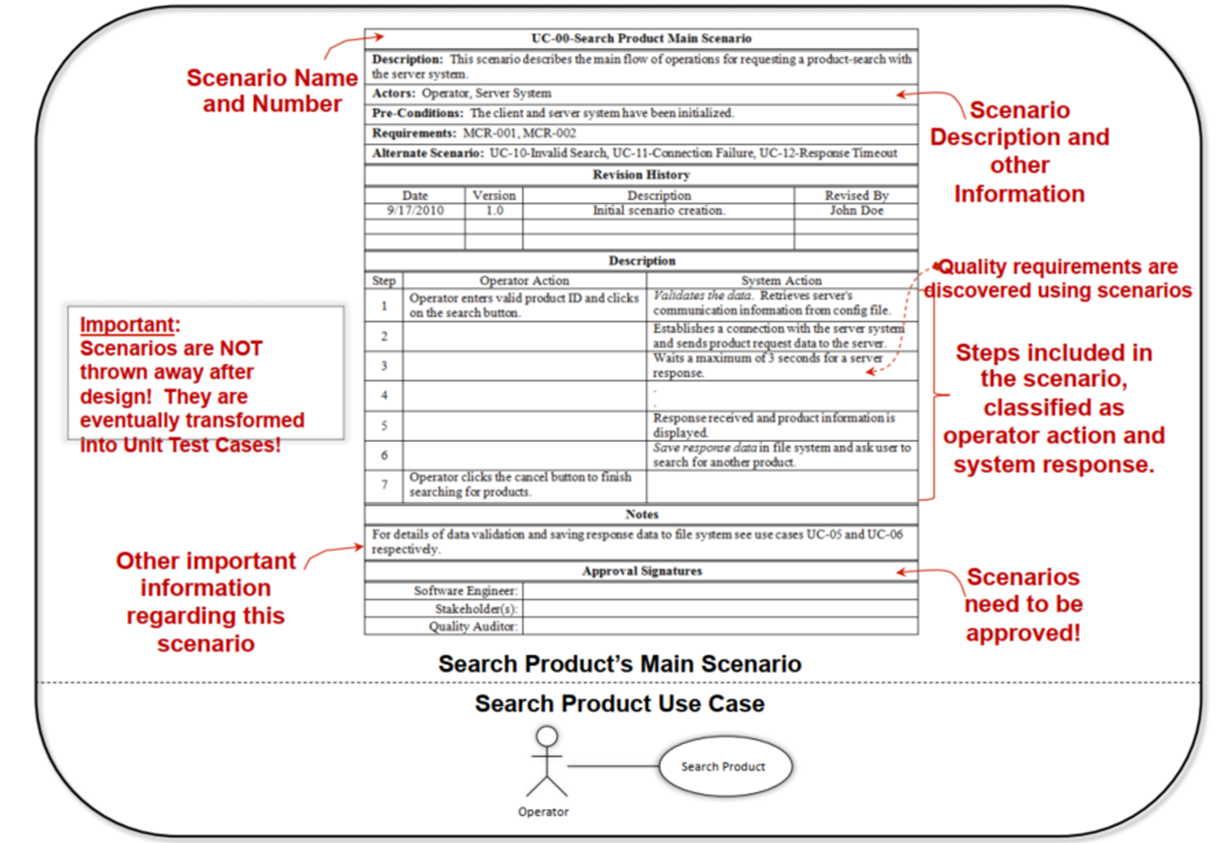 UC-00-Search Product Main Scenario
Description: This scenario describes the main flow of operations for requesting a product-search with
the server system.
Actors: Operator, Server System
Pre-Conditions: The client and server system have been initialized.
Requirements: MCR-001, MCR-002
Alternate Scenario: UC-10-Invalid Search, UC-11-Connection Failure, UC-12-Response Timeout
Revision History
Date Version Description Revised By
9/17/2010 1.0 Initial scenario creation. John Doe
Description
Step Operator Action System Action
1 Operator enters valid product ID and clicks
on the search button.
Validates the data. Retrieves server's
communication information from config file.
2 Establishes a connection with the server system
and sends product request data to the server.
3 Waits a maximum of 3 seconds for a server
response.
4 .
.
5 Response received and product information is
displayed.
6 Save response data in file system and ask user to
search for another product.
7 Operator clicks the cancel button to finish
searching for products.
Notes
For details of data validation and saving response data to file system see use cases UC-05 and UC-06
respectively.
Approval Signatures
Software Engineer:
Stakeholder(s):
Quality Auditor:
Scenario Name
and Number
Scenario
Description and
other
Information
Quality requirements are
discovered using scenarios
Important:
Scenarios are NOT
thrown away after
design! They are
eventually transformed
into Unit Test Cases!
Steps included in
the scenario,
classified as
operator action and
system response.
Other important
information
regarding this
scenario
Scenarios
need to be
approved!
Search Product's Main Scenario
Search Product Use Case
Search Product
Operator